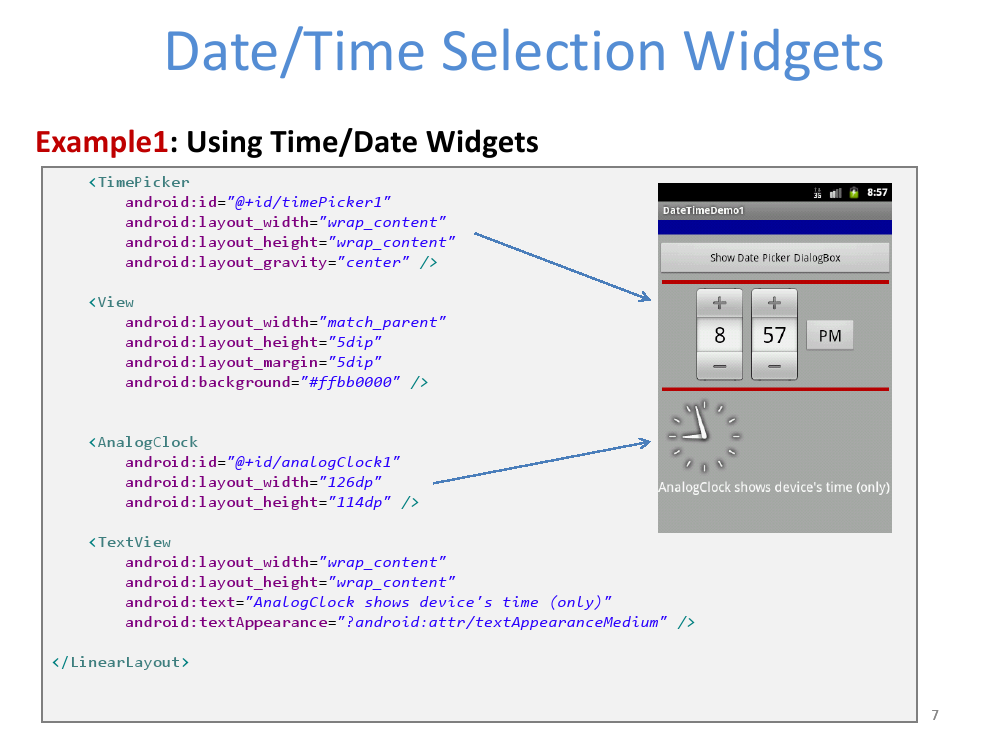 Date/Time Selection Widgets
Example1: Using Time/Date Widgets
<TimePicker
android:id="@+id/timePicker1"
android:layout_width="wrap_content"
android:layout_height="wrap_content"
android:layout_gravity="center" />
<View
android:layout_width="match_parent"
android:layout_height="5dip"
android:layout_margin="5dip"
android:background="#ffbb0000" />
<AnalogClock
android:id="@+id/analogClock1"
android:layout_width="126dp"
android:layout_height="114dp" />
<TextView
android:layout_width="wrap_content"
android:layout_height="wrap_content"
android:text="AnalogClock shows device's time (only)"
android:textAppearance="?android:attr/textAppearanceMedium" />
</LinearLayout>
3G 8:57
DateTimeDemo1
Show Date Picker DialogBox
+ +
8 57 PM
− −
AnalogClock shows device's time (only)
7